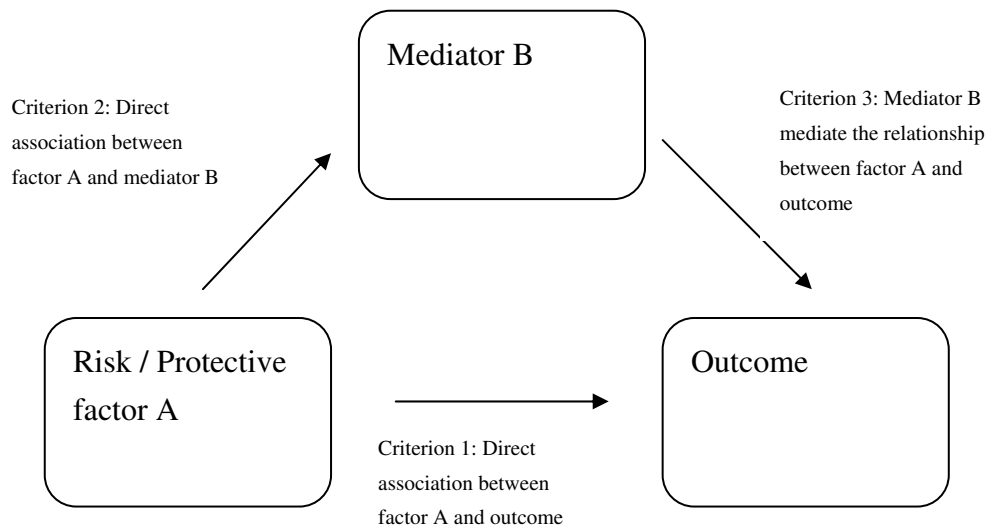 Mediator B
Criterion 2: Direct
association between
factor A and mediator B
Criterion 3: Mediator B
mediate the relationship
between factor A and
outcome
Risk / Protective
factor A
Outcome
Criterion 1: Direct
association between
factor A and outcome